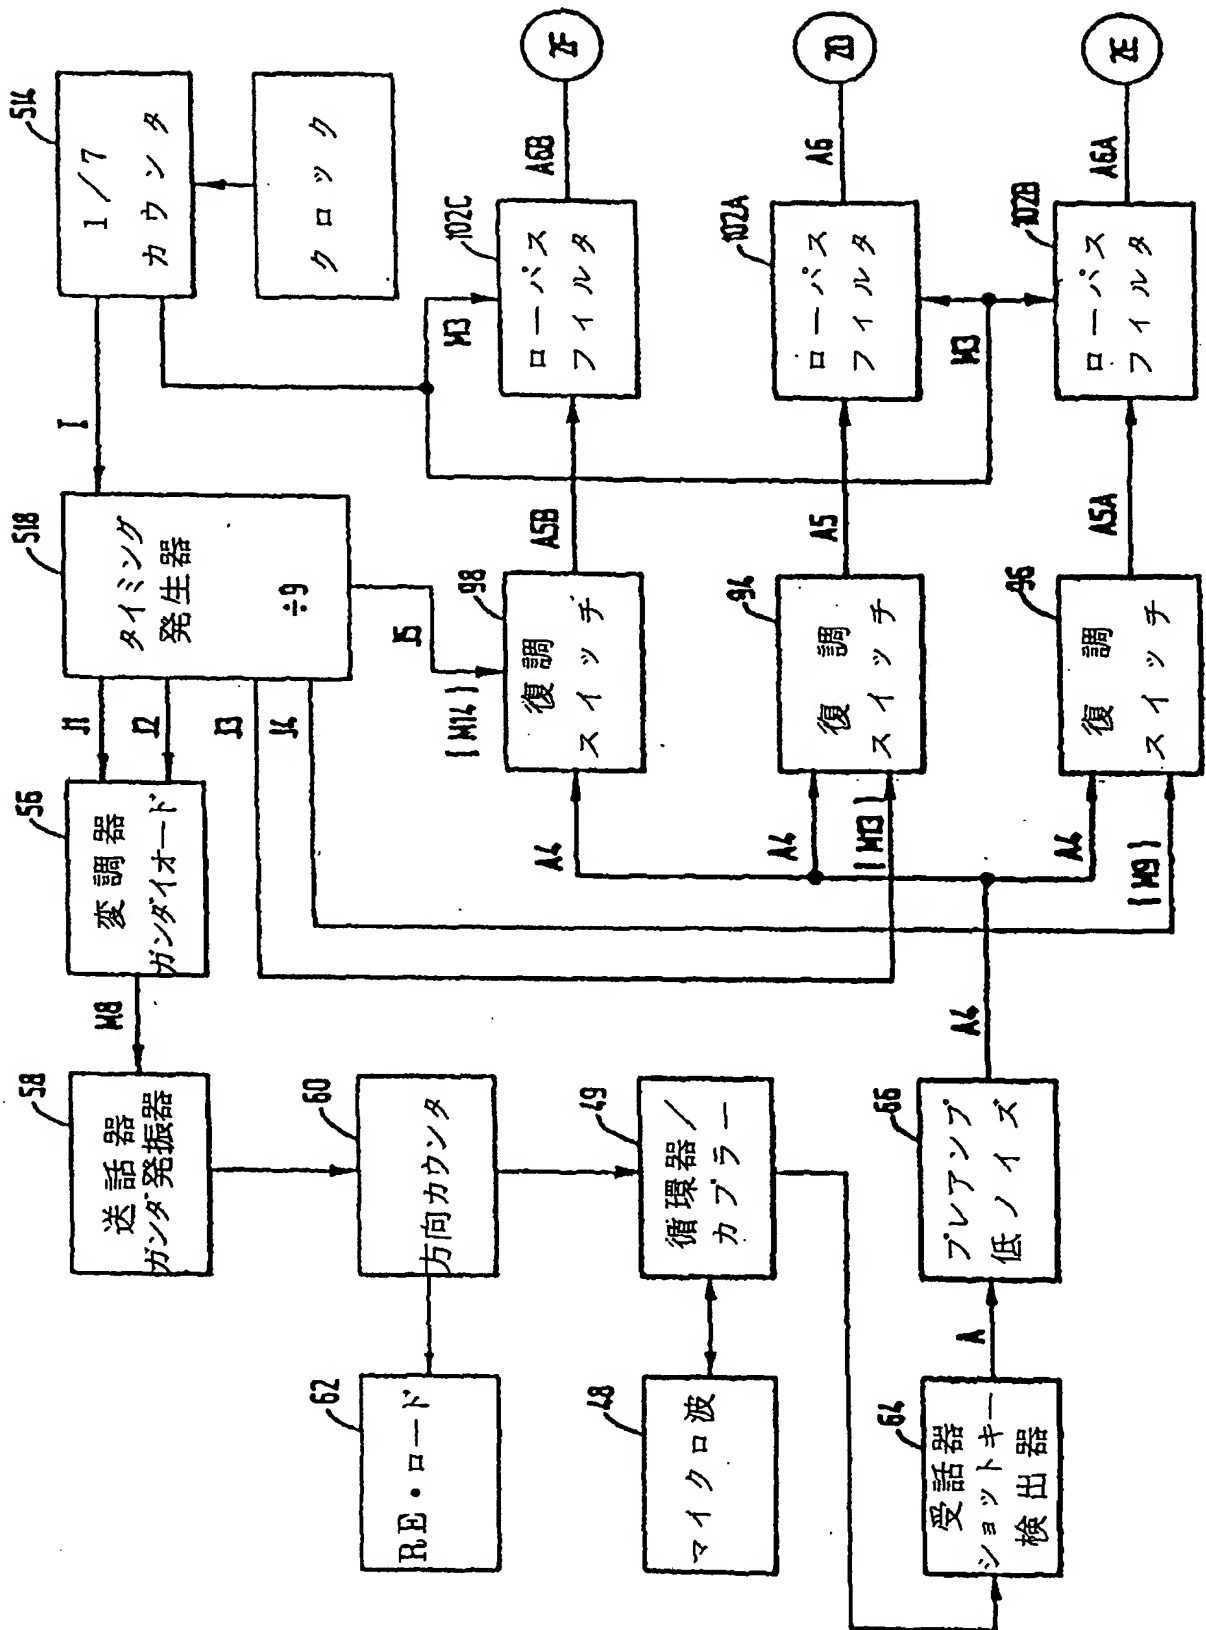 58
送話器
ガンダ発振器
M8
56
変調器
ガンダイオード
J1
J2
J3
J4
518
タイミング
発生器
÷9
I
514
1/7
カウンタ
クロック
60
方向カウンタ
62
RE・ロード
49
循環器/
カプラー
48
マイクロ波
64
受話器
ショットキー
検出器
A
66
プレアンプ
低ノイズ
A4
J5
{M14}
A4
98
復調
スイッチ
A5B
M3
102C
ローパス
フィルタ
A6B
2F
A4
{M13}
94
復調
スイッチ
A5
102A
ローパス
フィルタ
A6
2D
M3
A4
{M9}
96
復調
スイッチ
A5A
102B
ローパス
フィルタ
A6A
2E